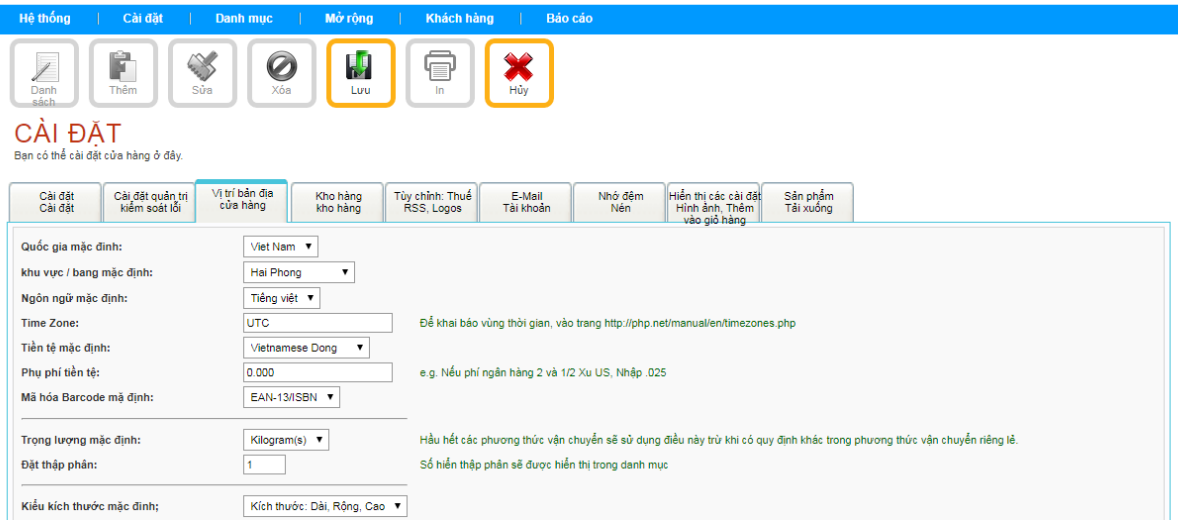 Hệ thống | Cài đặt | Danh mục | Mở rộng | Khách hàng | Báo cáo
Danh sách Thêm Sửa Xóa Lưu In Hủy
CÀI ĐẶT
Bạn có thể cài đặt cửa hàng ở đây.
Cài đặt Cài đặt
Cài đặt quản trị kiểm soát lỗi
Vị trí bản địa cửa hàng
Kho hàng kho hàng
Tùy chỉnh: Thuế RSS, Logos
E-Mail Tài khoản
Nhớ đệm Nén
Hiển thị các cài đặt Hình ảnh, Thêm vào giỏ hàng
Sản phẩm Tải xuống
Quốc gia mặc đinh: Viet Nam
khu vực / bang mặc định: Hai Phong
Ngôn ngữ mặc định: Tiếng việt
Time Zone: UTC Để khai báo vùng thời gian, vào trang http://php.net/manual/en/timezones.php
Tiền tệ mặc định: Vietnamese Dong
Phụ phí tiền tệ: 0.000 e.g. Nếu phí ngân hàng 2 và 1/2 Xu US, Nhập .025
Mã hóa Barcode mặ định: EAN-13/ISBN
Trọng lượng mặc định: Kilogram(s) Hầu hết các phương thức vận chuyển sẽ sử dụng điều này trừ khi có quy định khác trong phương thức vận chuyển riêng lẻ.
Đặt thập phân: 1 Số hiển thập phân sẽ được hiển thị trong danh mục
Kiểu kích thước mặc đinh; Kích thước: Dài, Rộng, Cao